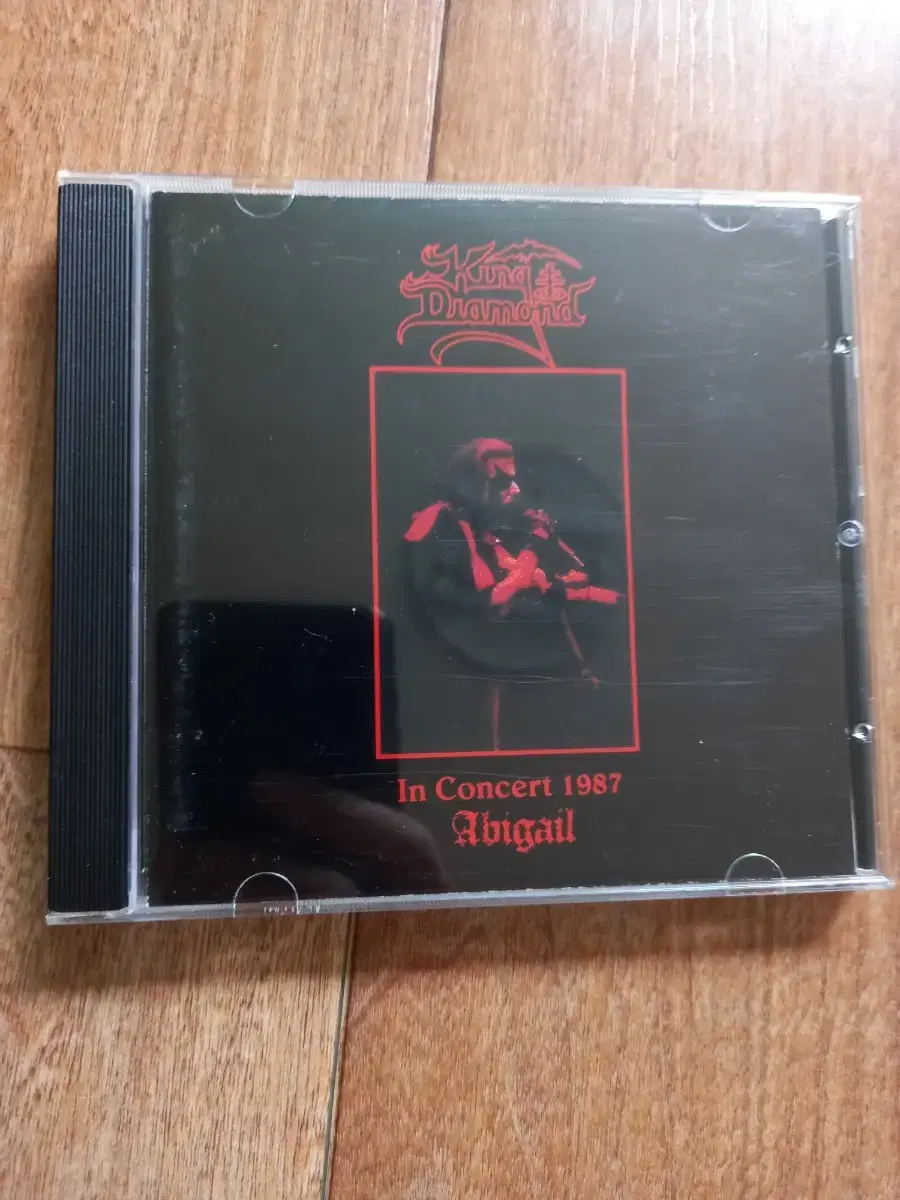 King
Diamond
In Concert 1987
Abigail